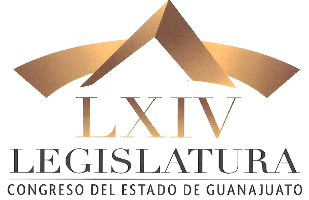 LXIV
LEGISLATURA
CONGRESO DEL ESTADO DE GUANAJUATO